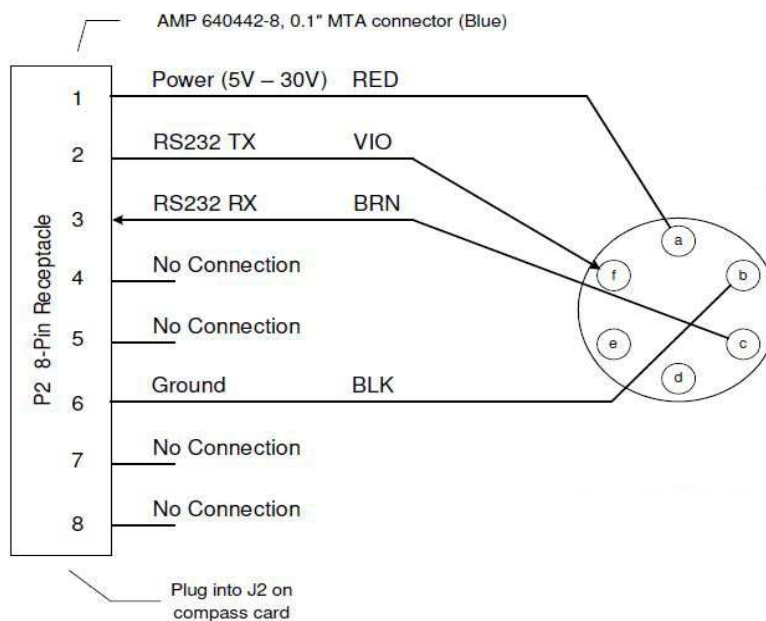 AMP 640442-8, 0.1" MTA connector (Blue)
1 Power (5V – 30V) RED
2 RS232 TX VIO
3 RS232 RX BRN
4 No Connection
5 No Connection
6 Ground BLK
7 No Connection
8 No Connection
P2 8-Pin Receptacle
a
b
c
d
e
f
Plug into J2 on
compass card